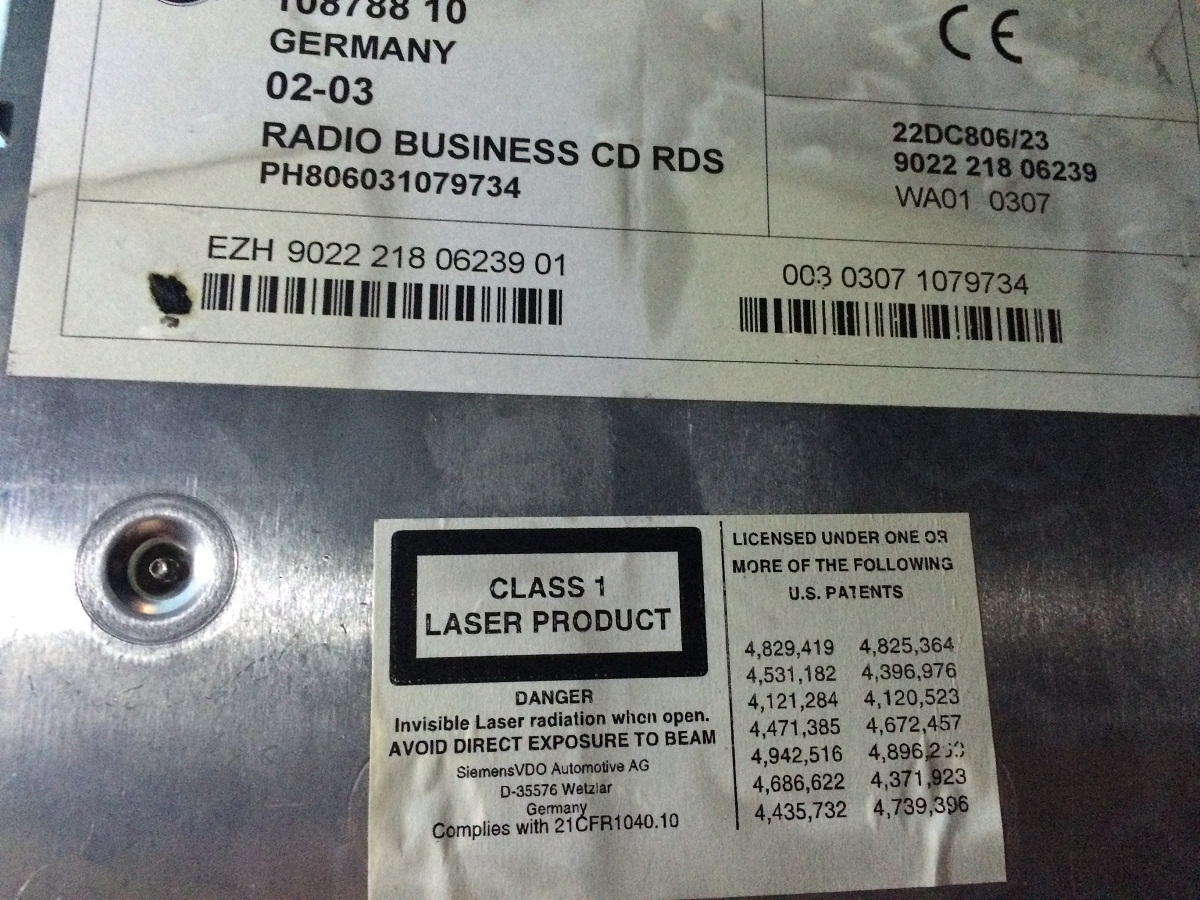 108788 10
GERMANY
02-03
RADIO BUSINESS CD RDS
PH806031079734
CE
22DC806/23
9022 218 06239
WA01 0307
EZH 9022 218 06239 01
003 0307 1079734
CLASS 1
LASER PRODUCT
DANGER
Invisible Laser radiation when open.
AVOID DIRECT EXPOSURE TO BEAM
SiemensVDO Automotive AG
D-35576 Wetzlar
Germany
Complies with 21CFR1040.10
LICENSED UNDER ONE OR
MORE OF THE FOLLOWING
U.S. PATENTS
4,829,419 4,825,364
4,531,182 4,396,976
4,121,284 4,120,523
4,471,385 4,672,457
4,942,516
4,686,622 4,371,923
4,435,732 4,739,396